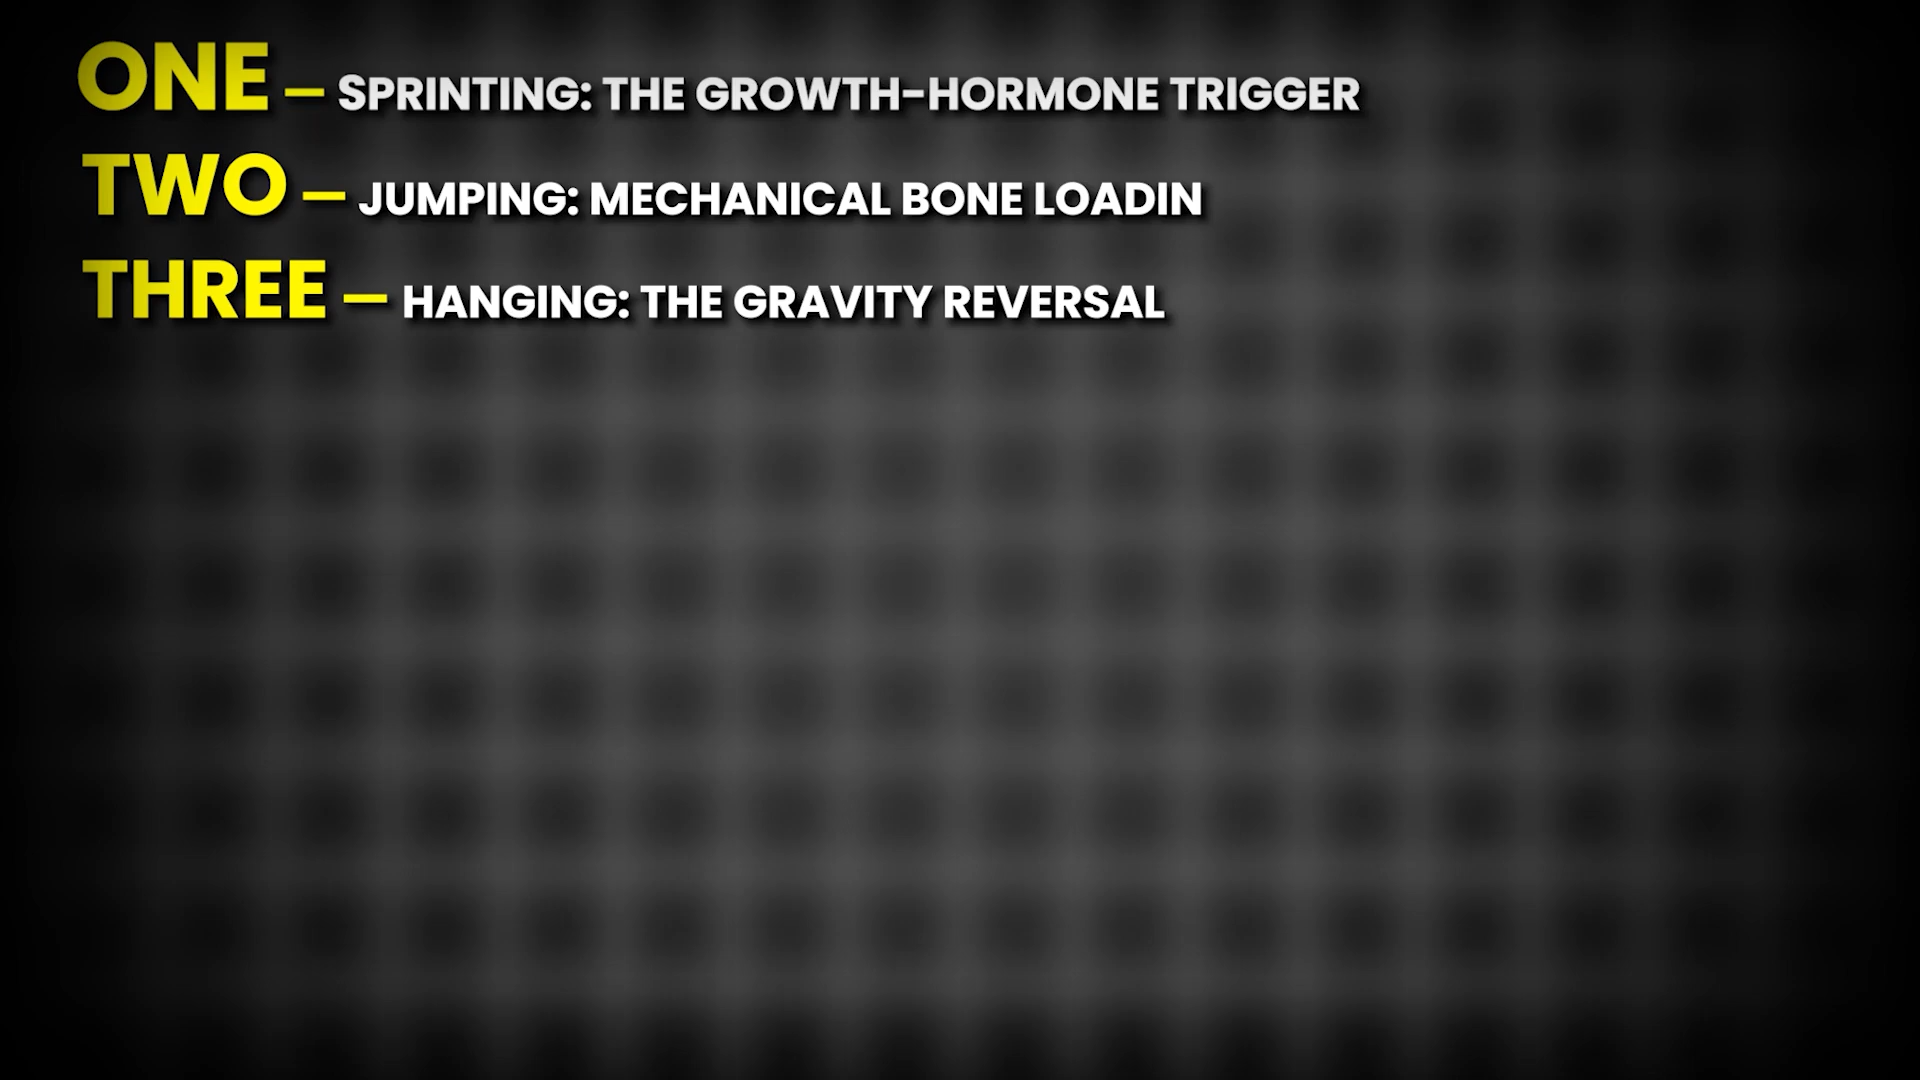 ONE – SPRINTING: THE GROWTH-HORMONE TRIGGER
TWO – JUMPING: MECHANICAL BONE LOADIN
THREE – HANGING: THE GRAVITY REVERSAL